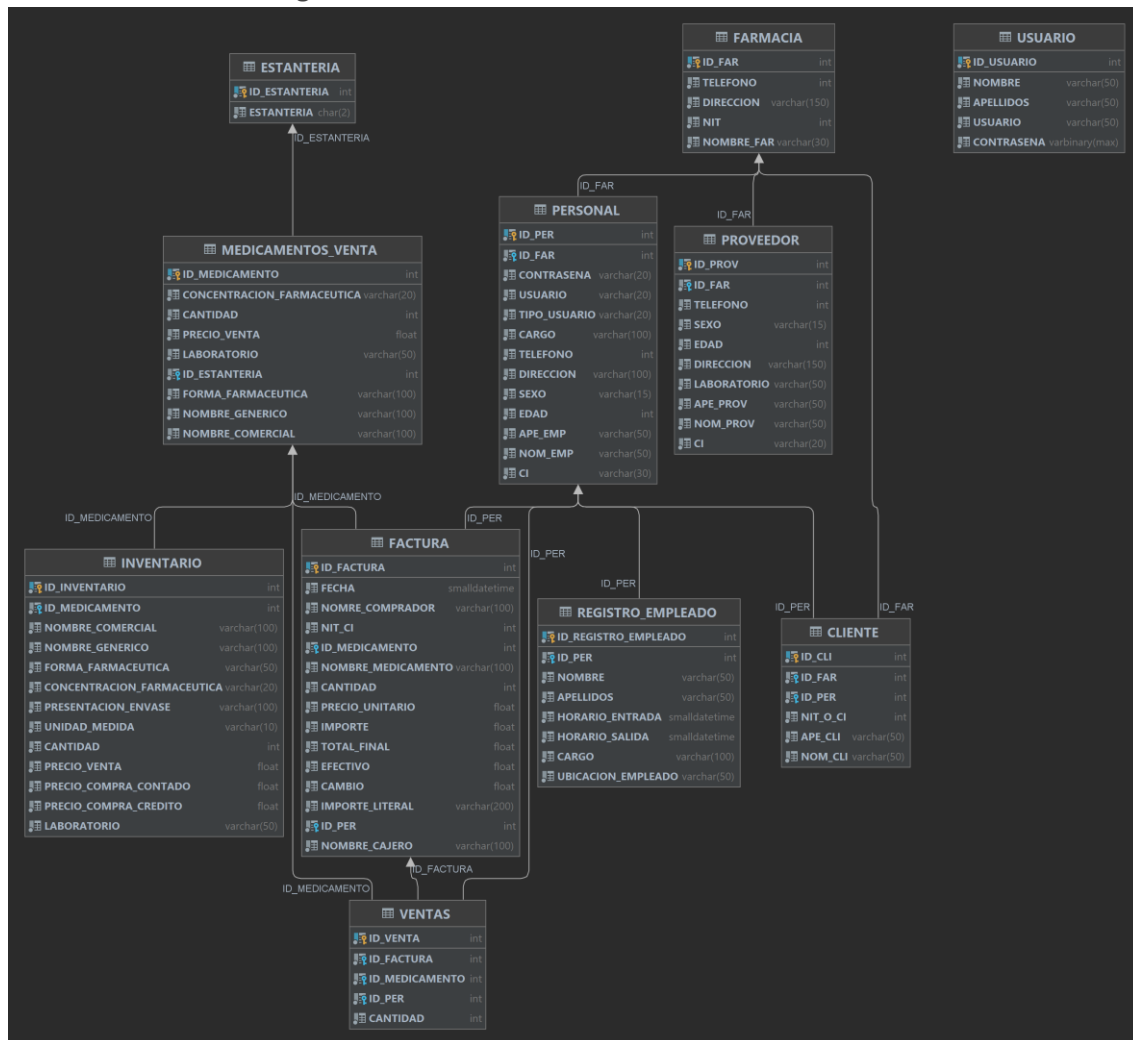 ESTANTERIA
ID_ESTANTERIA int
ESTANTERIA char(2)
ID_ESTANTERIA
FARMACIA
ID_FAR int
TELEFONO int
DIRECCION varchar(150)
NIT int
NOMBRE_FAR varchar(30)
USUARIO
ID_USUARIO int
NOMBRE varchar(50)
APELLIDOS varchar(50)
USUARIO varchar(50)
CONTRASENA varbinary(max)
ID_FAR
ID_FAR
PERSONAL
ID_PER int
ID_FAR int
CONTRASENA varchar(20)
USUARIO varchar(20)
TIPO_USUARIO varchar(20)
CARGO varchar(100)
TELEFONO int
DIRECCION varchar(100)
SEXO varchar(15)
EDAD int
APE_EMP varchar(50)
NOM_EMP varchar(50)
CI varchar(30)
PROVEEDOR
ID_PROV int
ID_FAR int
TELEFONO int
SEXO varchar(15)
EDAD int
DIRECCION varchar(150)
LABORATORIO varchar(50)
APE_PROV varchar(50)
NOM_PROV varchar(50)
CI varchar(20)
MEDICAMENTOS_VENTA
ID_MEDICAMENTO int
CONCENTRACION_FARMACEUTICA varchar(20)
CANTIDAD int
PRECIO_VENTA float
LABORATORIO varchar(50)
ID_ESTANTERIA int
FORMA_FARMACEUTICA varchar(100)
NOMBRE_GENERICO varchar(100)
NOMBRE_COMERCIAL varchar(100)
ID_MEDICAMENTO
ID_MEDICAMENTO
ID_PER
ID_PER
ID_PER
ID_PER
ID_FAR
INVENTARIO
ID_INVENTARIO int
ID_MEDICAMENTO int
NOMBRE_COMERCIAL varchar(100)
NOMBRE_GENERICO varchar(100)
FORMA_FARMACEUTICA varchar(50)
CONCENTRACION_FARMACEUTICA varchar(20)
PRESENTACION_ENVASE varchar(100)
UNIDAD_MEDIDA varchar(10)
CANTIDAD int
PRECIO_VENTA float
PRECIO_COMPRA_CONTADO float
PRECIO_COMPRA_CREDITO float
LABORATORIO varchar(50)
FACTURA
ID_FACTURA int
FECHA smalldatetime
NOMRE_COMPRADOR varchar(100)
NIT_CI int
ID_MEDICAMENTO int
NOMBRE_MEDICAMENTO varchar(100)
CANTIDAD int
PRECIO_UNITARIO float
IMPORTE float
TOTAL_FINAL float
EFECTIVO float
CAMBIO float
IMPORTE_LITERAL varchar(200)
ID_PER int
NOMBRE_CAJERO varchar(100)
REGISTRO_EMPLEADO
ID_REGISTRO_EMPLEADO int
ID_PER int
NOMBRE varchar(50)
APELLIDOS varchar(50)
HORARIO_ENTRADA smalldatetime
HORARIO_SALIDA smalldatetime
CARGO varchar(100)
UBICACION_EMPLEADO varchar(50)
CLIENTE
ID_CLI int
ID_FAR int
ID_PER int
NIT_O_CI int
APE_CLI varchar(50)
NOM_CLI varchar(50)
ID_FACTURA
ID_MEDICAMENTO
VENTAS
ID_VENTA int
ID_FACTURA int
ID_MEDICAMENTO int
ID_PER int
CANTIDAD int